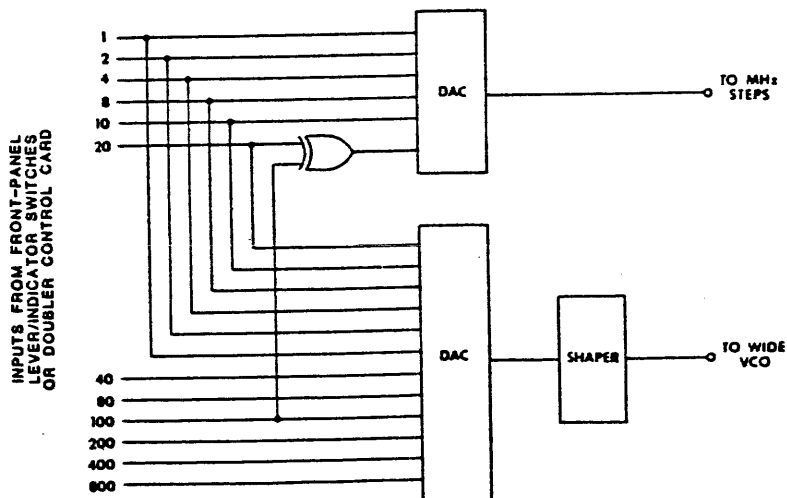 1
2
4
8
10
20
DAC
TO MHz
STEPS
INPUTS FROM FRONT-PANEL
LEVER/INDICATOR SWITCHES
OR DOUBLER CONTROL CARD
40
80
100
200
400
800
DAC
SHAPER
TO WIDE
VCO